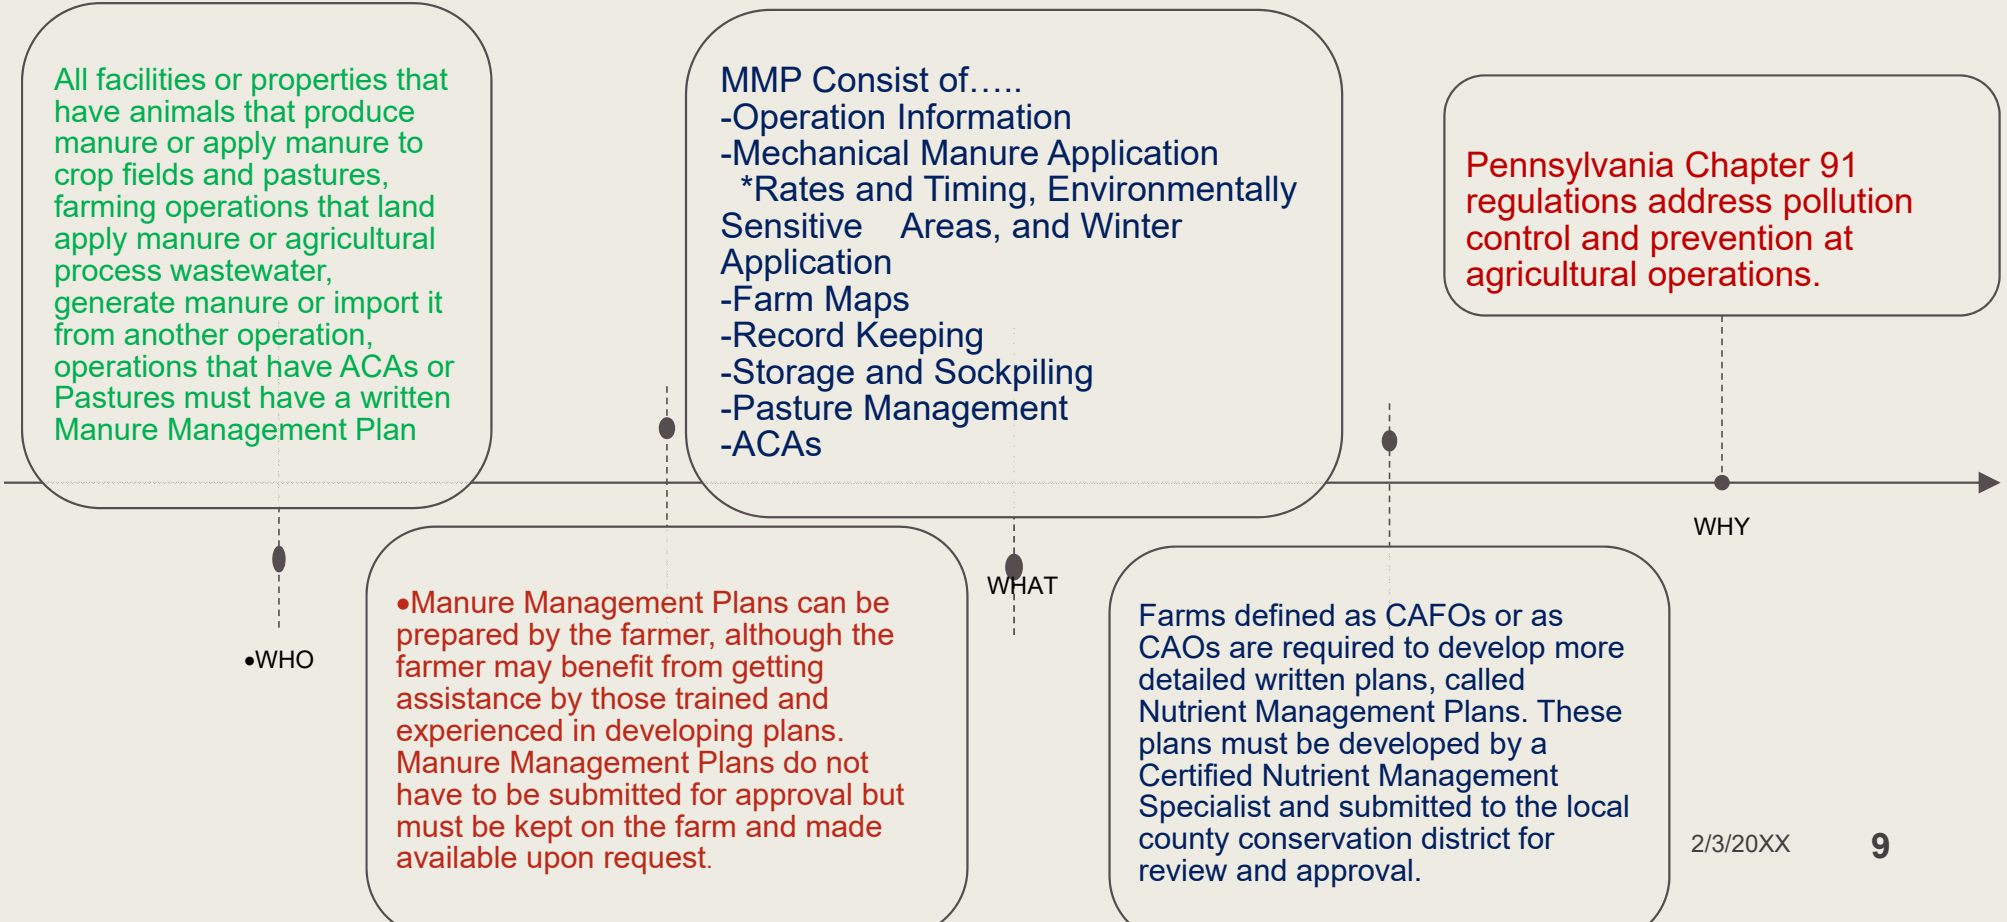 All facilities or properties that
have animals that produce
manure or apply manure to
crop fields and pastures,
farming operations that land
apply manure or agricultural
process wastewater,
generate manure or import it
from another operation,
operations that have ACAs or
Pastures must have a written
Manure Management Plan
•WHO
•Manure Management Plans can be
prepared by the farmer, although the
farmer may benefit from getting
assistance by those trained and
experienced in developing plans.
Manure Management Plans do not
have to be submitted for approval but
must be kept on the farm and made
available upon request.
MMP Consist of…..
-Operation Information
-Mechanical Manure Application
*Rates and Timing, Environmentally
Sensitive    Areas, and Winter
Application
-Farm Maps
-Record Keeping
-Storage and Sockpiling
-Pasture Management
-ACAs
WHAT
Farms defined as CAFOs or as
CAOs are required to develop more
detailed written plans, called
Nutrient Management Plans. These
plans must be developed by a
Certified Nutrient Management
Specialist and submitted to the local
county conservation district for
review and approval.
Pennsylvania Chapter 91
regulations address pollution
control and prevention at
agricultural operations.
WHY
2/3/20XX
9